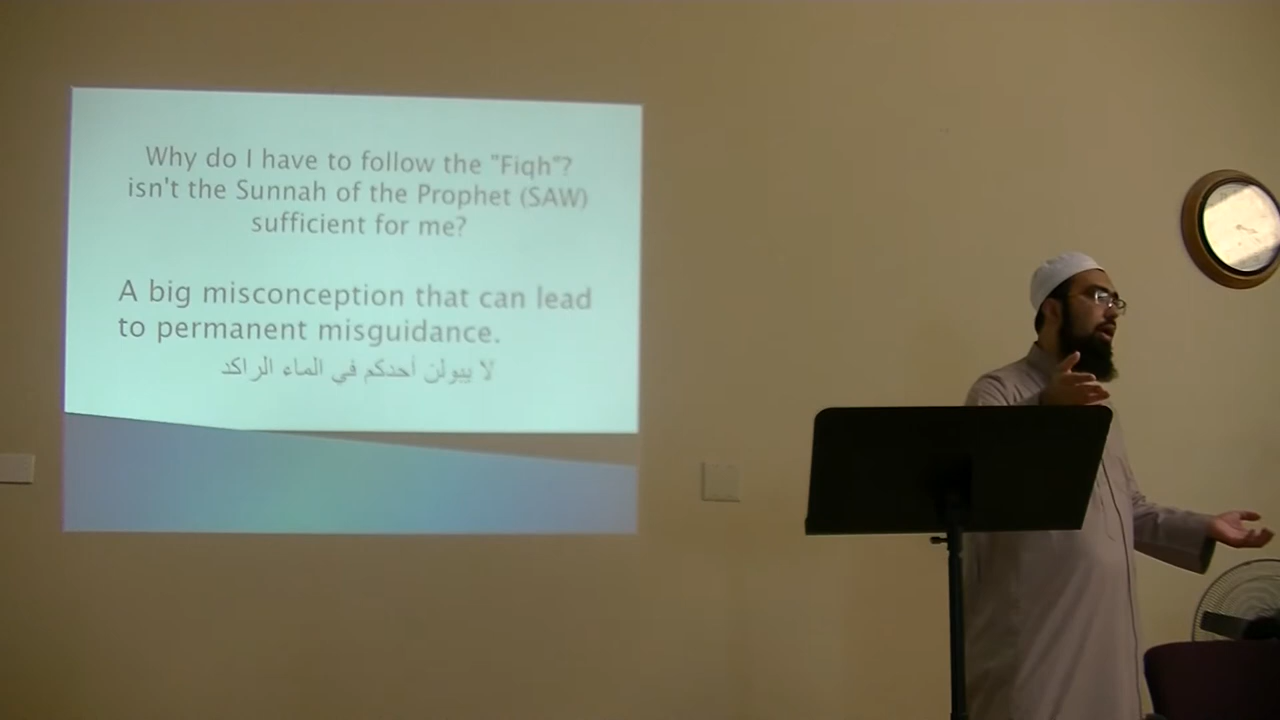 Why do I have to follow the "Fiqh"?
isn't the Sunnah of the Prophet (SAW)
sufficient for me?
A big misconception that can lead
to permanent misguidance.
لا يبولن أحدكم في الماء الراكد